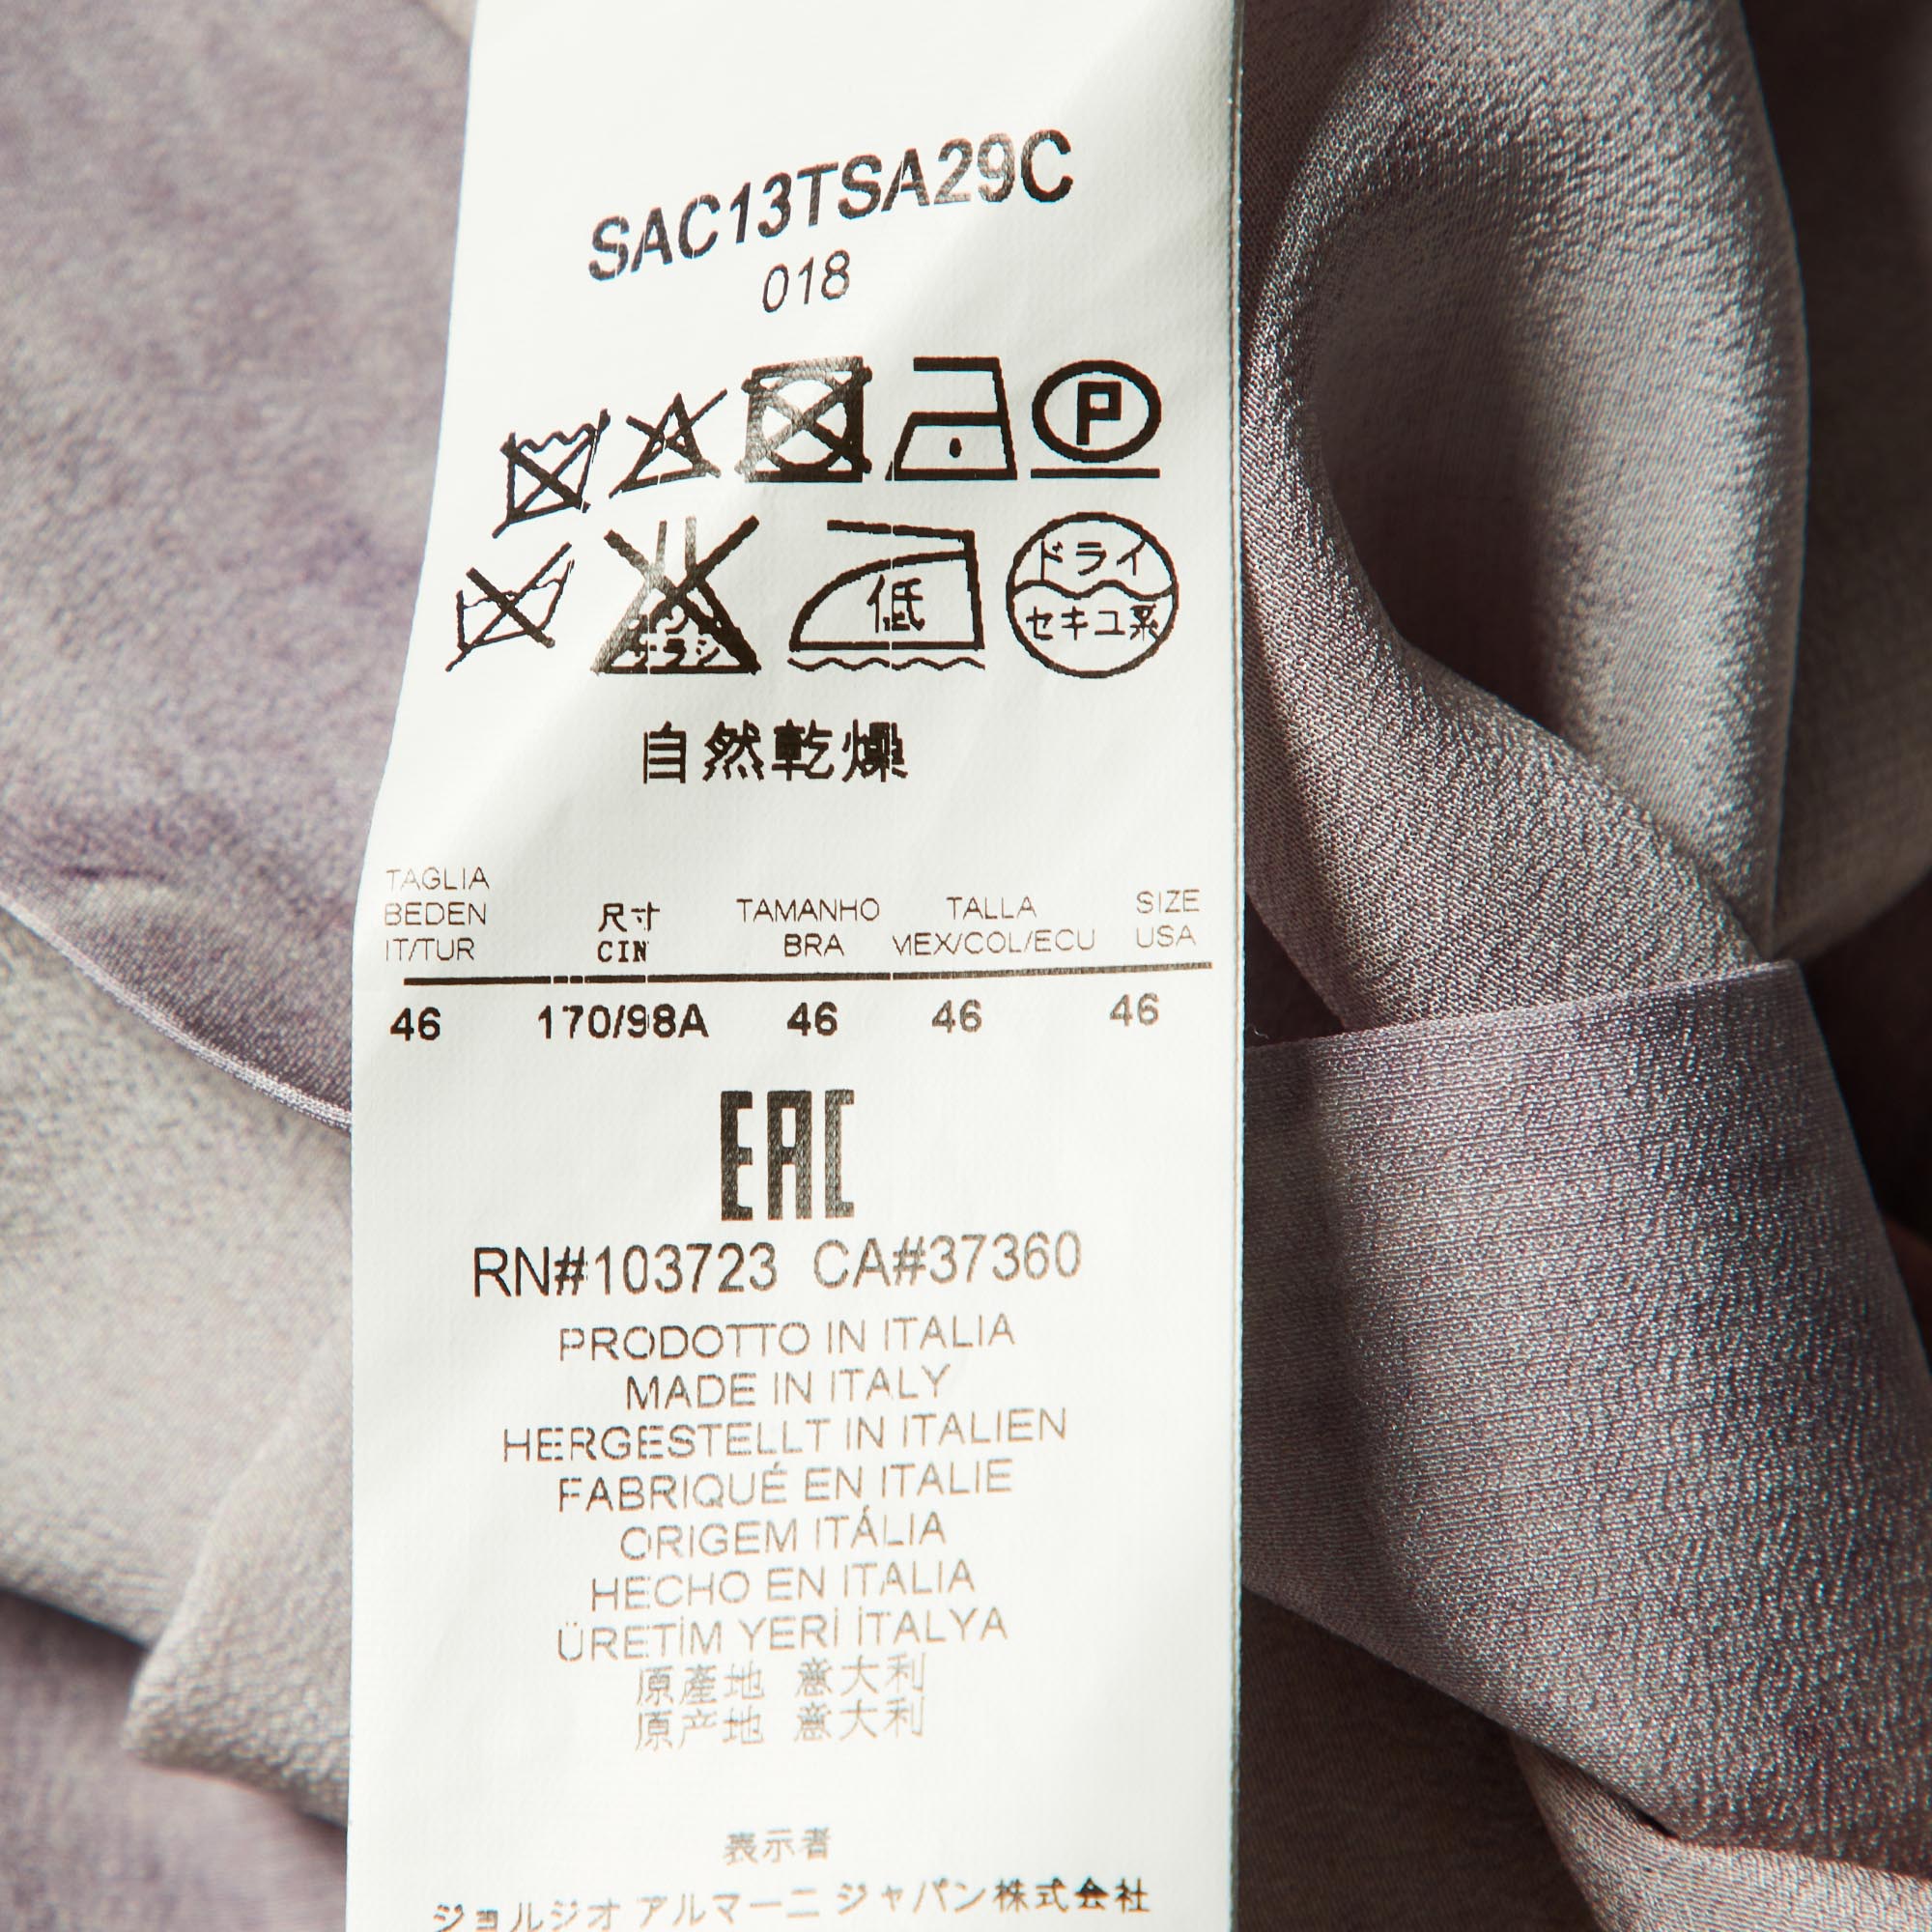 SAC13TSA29C
018
P
低
ドライ
セキユ系
自然乾燥
TAGLIA
BEDEN
IT/TUR
尺寸
CIN
TAMANHO
BRA
TALLA
MEX/COL/ECU
SIZE
USA
46 170/98A 46 46 46
EAC
RN#103723 CA#37360
PRODOTTO IN ITALIA
MADE IN ITALY
HERGESTELLT IN ITALIEN
FABRIQUÉ EN ITALIE
ORIGEM ITÁLIA
HECHO EN ITALIA
ÜRETİM YERİ İTALYA
原產地 意大利
原产地 意大利
表示者
ジョルジオ アルマーニ ジャパン株式会社